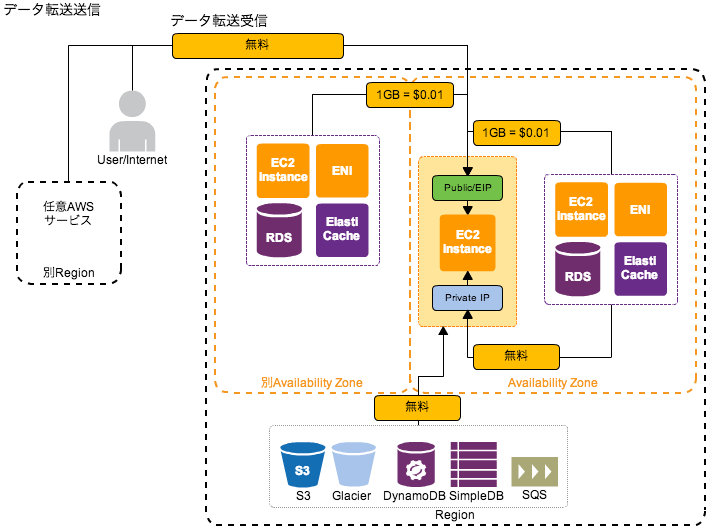 データ転送送信
データ転送受信
無料
1GB = $0.01
1GB = $0.01
User/Internet
任意AWS
サービス
別Region
EC2
Instance
ENI
RDS
Elasti
Cache
Public/EIP
EC2
Instance
Private IP
EC2
Instance
ENI
RDS
Elasti
Cache
無料
別Availability Zone
Availability Zone
無料
S3
S3
Glacier
DynamoDB
SimpleDB
SQS
Region